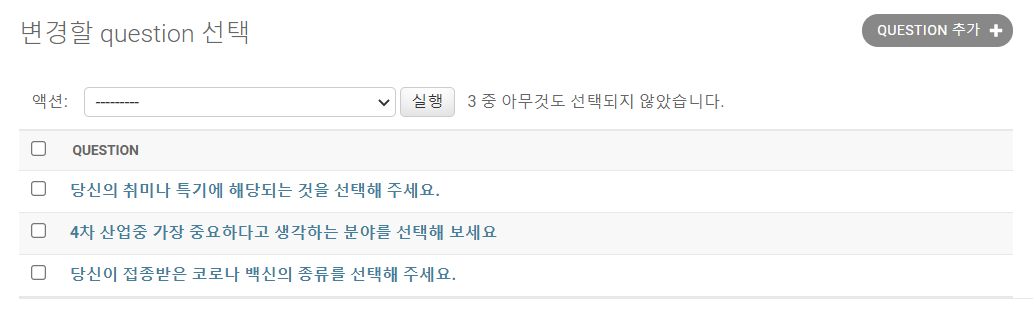 변경할 question 선택
QUESTION 추가
액션: --------- 실행 3 중 아무것도 선택되지 않았습니다.
QUESTION
당신의 취미나 특기에 해당되는 것을 선택해 주세요.
4차 산업중 가장 중요하다고 생각하는 분야를 선택해 보세요
당신이 접종받은 코로나 백신의 종류를 선택해 주세요.